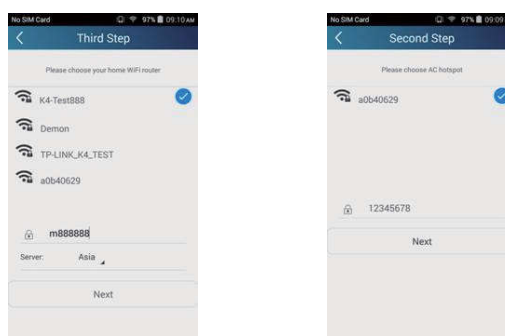 No SIM Card 97% 09:10 AM
Third Step
Please choose your home WiFi router
K4-Test888
Demon
TP-LINK_K4_TEST
a0b40629
m888888
Server: Asia
Next
No SIM Card 97% 09:09
Second Step
Please choose AC hotspot
a0b40629
12345678
Next